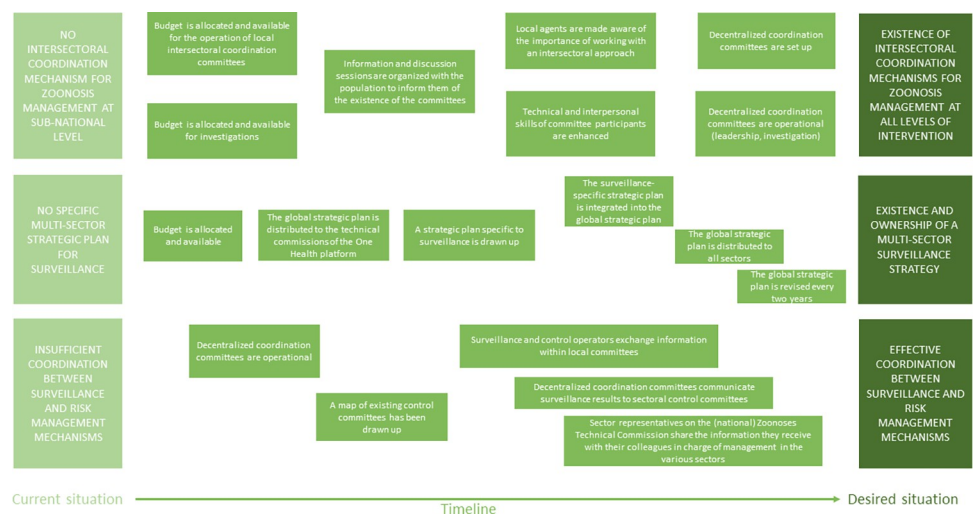 NO
INTERSECTORAL
COORDINATION
MECHANISM FOR
ZOONOSIS
MANAGEMENT AT
SUB-NATIONAL
LEVEL
Budget is allocated and available
for the operation of local
intersectoral coordination
committees
Budget is allocated and available
for investigations
Information and discussion
sessions are organized with the
population to inform them of
the existence of the committees
Local agents are made aware of
the importance of working with
an intersectoral approach
Technical and interpersonal
skills of committee participants
are enhanced
Decentralized coordination
committees are set up
Decentralized coordination
committees are operational
(leadership, investigation)
EXISTENCE OF
INTERSECTORAL
COORDINATION
MECHANISMS FOR
ZOONOSIS
MANAGEMENT AT
ALL LEVELS OF
INTERVENTION
NO SPECIFIC
MULTI-SECTOR
STRATEGIC PLAN
FOR
SURVEILLANCE
Budget is allocated
and available
The global strategic plan is
distributed to the technical
commissions of the One
Health platform
A strategic plan specific to
surveillance is drawn up
The surveillance-
specific strategic plan
is integrated into the
global strategic plan
The global strategic
plan is distributed to
all sectors
The global strategic
plan is revised every
two years
EXISTENCE AND
OWNERSHIP OF A
MULTI-SECTOR
SURVEILLANCE
STRATEGY
INSUFFICIENT
COORDINATION
BETWEEN
SURVEILLANCE
AND RISK
MANAGEMENT
MECHANISMS
Decentralized coordination
committees are operational
A map of existing control
committees has been
drawn up
Surveillance and control operators exchange information
within local committees
Decentralized coordination committees communicate
surveillance results to sectoral control committees
Sector representatives on the (national) Zoonoses
Technical Commission share the information they receive
with their colleagues in charge of management in the
various sectors
EFFECTIVE
COORDINATION
BETWEEN
SURVEILLANCE AND
RISK
MANAGEMENT
MECHANISMS
Current situation
Timeline
Desired situation